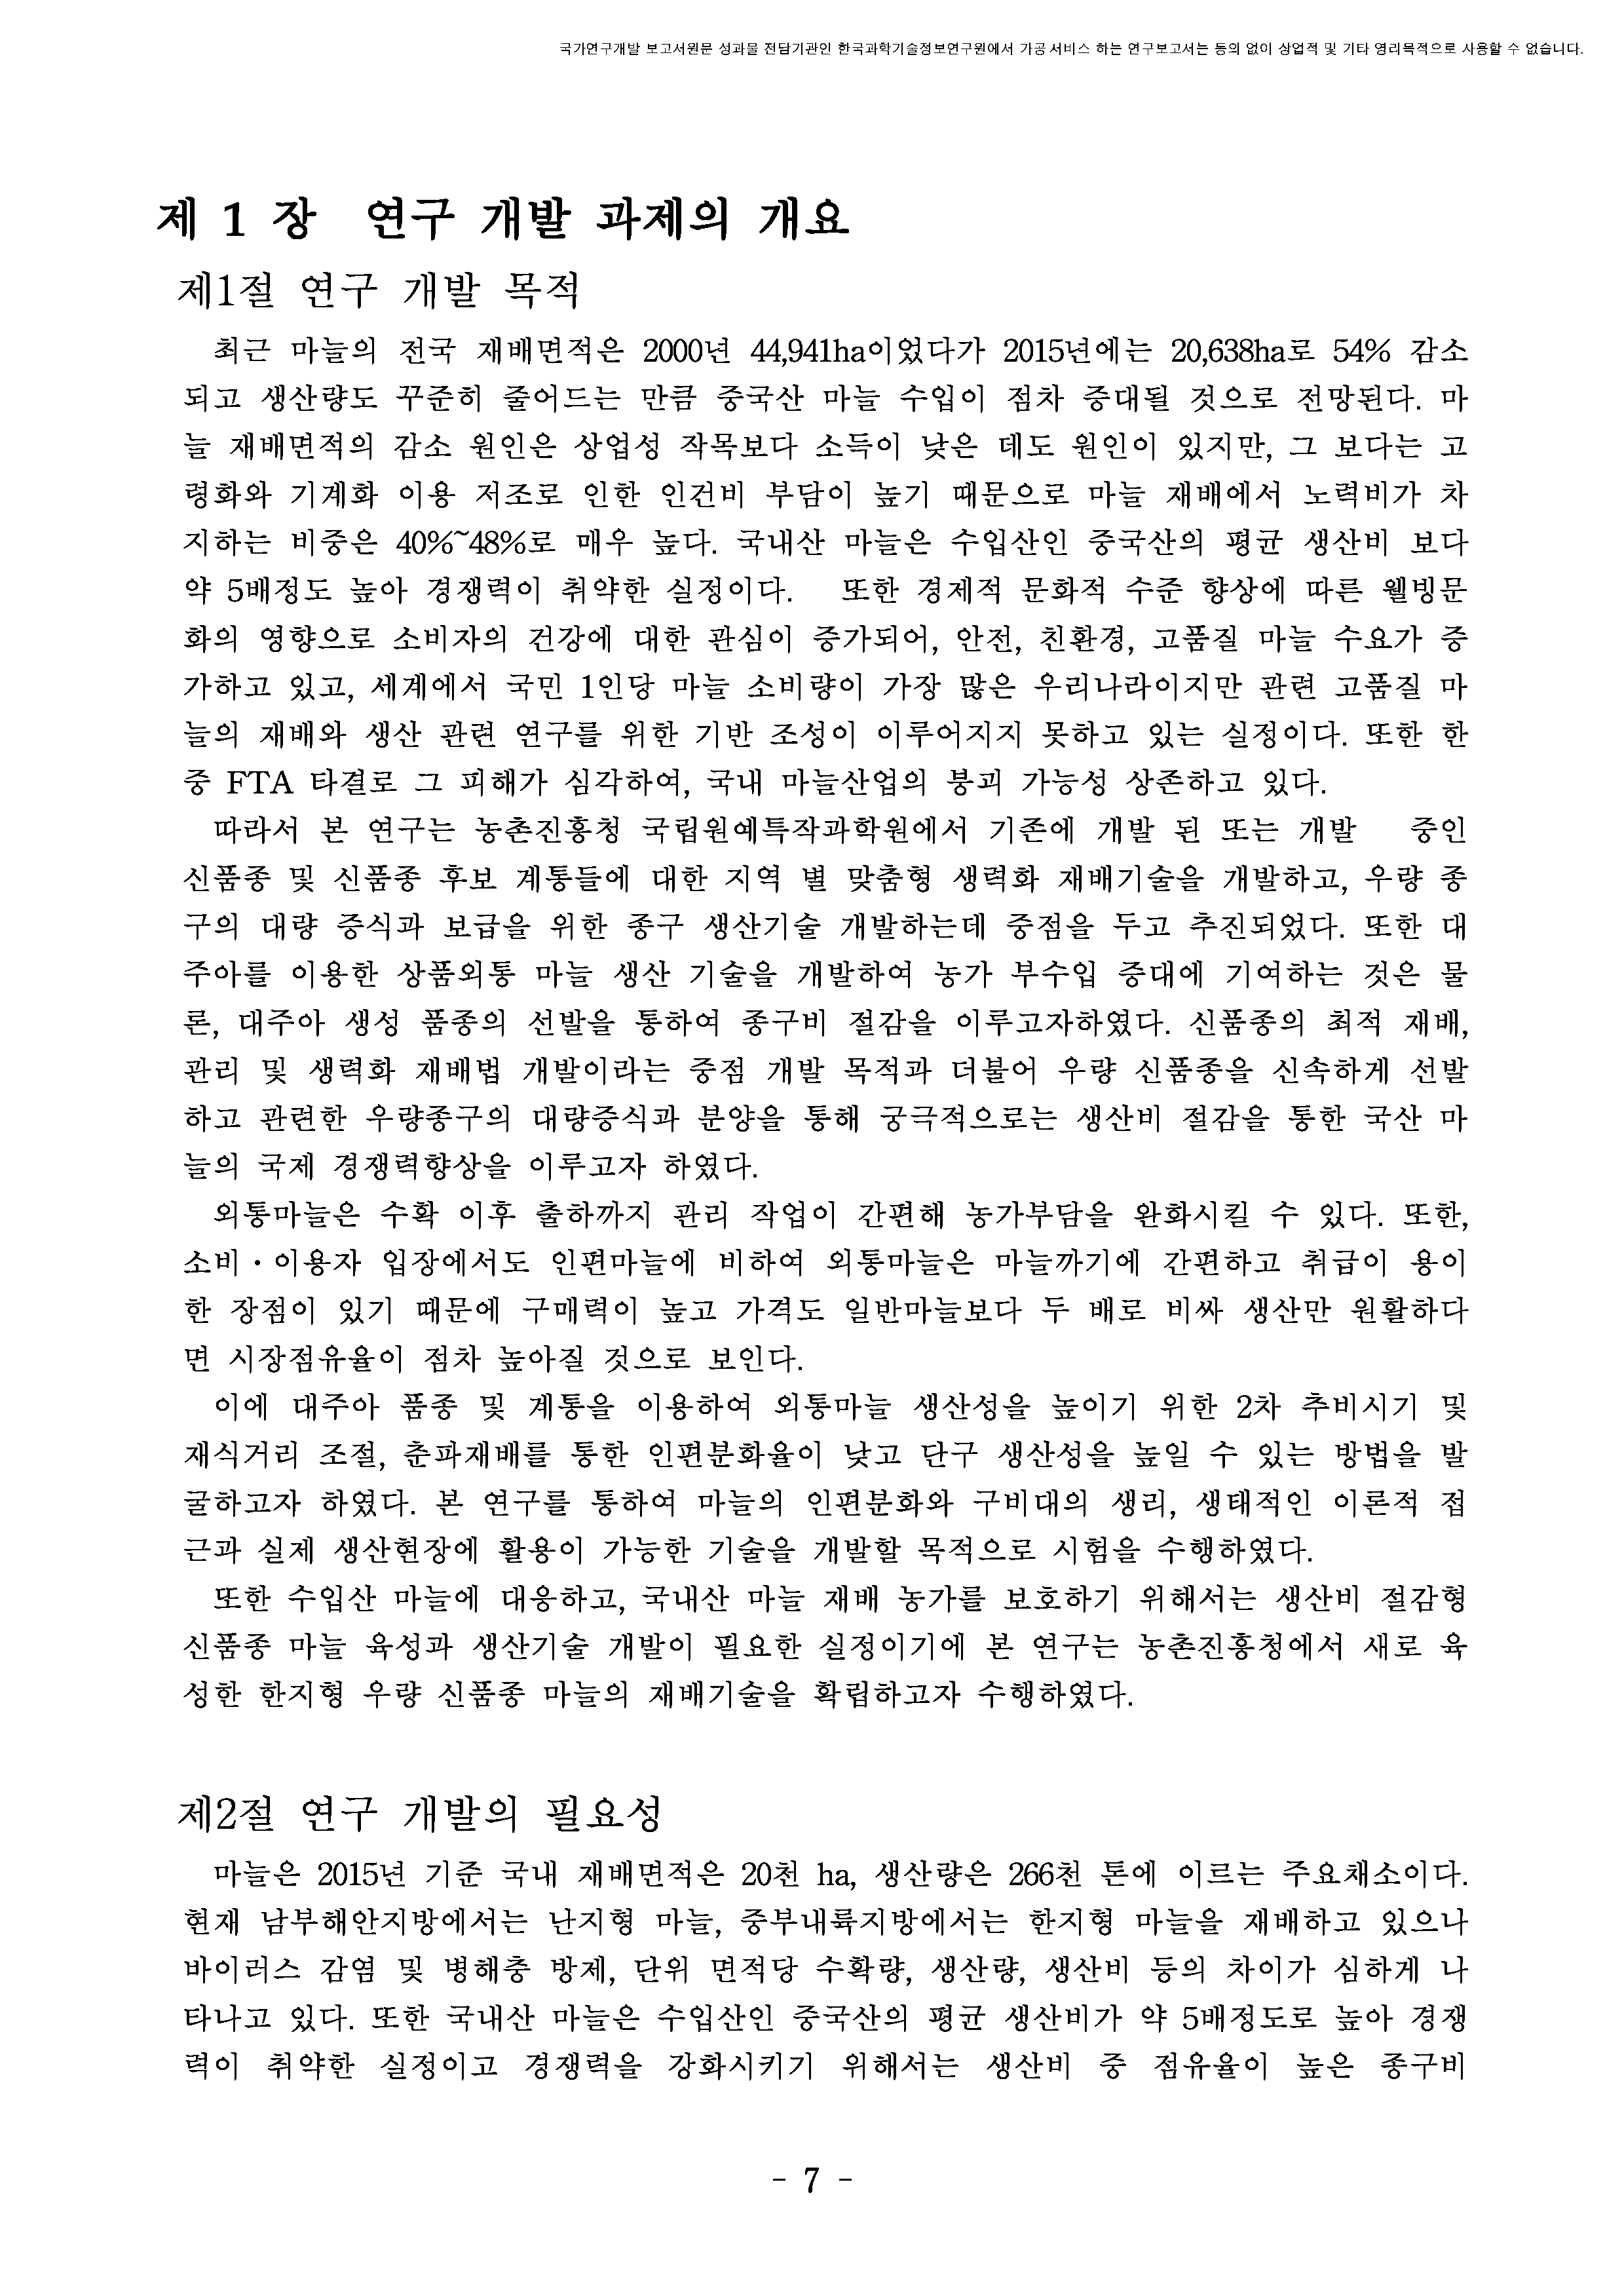 국가연구개발 보고서원문 성과물 전담기관인 한국과학기술정보연구원에서 가공·서비스 하는 연구보고서는 동의 없이 상업적 및 기타 영리목적으로 사용할 수 없습니다.
제 1 장 연구 개발 과제의 개요
제1절 연구 개발 목적
최근 마늘의 전국 재배면적은 2000년 44,941ha이었다가 2015년에는 20,638ha로 54% 감소
되고 생산량도 꾸준히 줄어드는 만큼 중국산 마늘 수입이 점차 증대될 것으로 전망된다. 마
늘 재배면적의 감소 원인은 상업성 작목보다 소득이 낮은 데도 원인이 있지만, 그 보다는 고
령화와 기계화 이용 저조로 인한 인건비 부담이 높기 때문으로 마늘 재배에서 노력비가 차
지하는 비중은 40%~48%로 매우 높다. 국내산 마늘은 수입산인 중국산의 평균 생산비 보다
약 5배정도 높아 경쟁력이 취약한 실정이다. 또한 경제적 문화적 수준 향상에 따른 웰빙문
화의 영향으로 소비자의 건강에 대한 관심이 증가되어, 안전, 친환경, 고품질 마늘 수요가 증
가하고 있고, 세계에서 국민 1인당 마늘 소비량이 가장 많은 우리나라이지만 관련 고품질 마
늘의 재배와 생산 관련 연구를 위한 기반 조성이 이루어지지 못하고 있는 실정이다. 또한 한
중 FTA 타결로 그 피해가 심각하여, 국내 마늘산업의 붕괴 가능성 상존하고 있다.
따라서 본 연구는 농촌진흥청 국립원예특작과학원에서 기존에 개발 된 또는 개발 중인
신품종 및 신품종 후보 계통들에 대한 지역 별 맞춤형 생력화 재배기술을 개발하고, 우량 종
구의 대량 증식과 보급을 위한 종구 생산기술 개발하는데 중점을 두고 추진되었다. 또한 대
주아를 이용한 상품외통 마늘 생산 기술을 개발하여 농가 부수입 증대에 기여하는 것은 물
론, 대주아 생성 품종의 선발을 통하여 종구비 절감을 이루고자하였다. 신품종의 최적 재배,
관리 및 생력화 재배법 개발이라는 중점 개발 목적과 더불어 우량 신품종을 신속하게 선발
하고 관련한 우량종구의 대량증식과 분양을 통해 궁극적으로는 생산비 절감을 통한 국산 마
늘의 국제 경쟁력향상을 이루고자 하였다.
외통마늘은 수확 이후 출하까지 관리 작업이 간편해 농가부담을 완화시킬 수 있다. 또한,
소비·이용자 입장에서도 인편마늘에 비하여 외통마늘은 마늘까기에 간편하고 취급이 용이
한 장점이 있기 때문에 구매력이 높고 가격도 일반마늘보다 두 배로 비싸 생산만 원활하다
면 시장점유율이 점차 높아질 것으로 보인다.
이에 대주아 품종 및 계통을 이용하여 외통마늘 생산성을 높이기 위한 2차 추비시기 및
재식거리 조절, 춘파재배를 통한 인편분화율이 낮고 단구 생산성을 높일 수 있는 방법을 발
굴하고자 하였다. 본 연구를 통하여 마늘의 인편분화와 구비대의 생리, 생태적인 이론적 접
근과 실제 생산현장에 활용이 가능한 기술을 개발할 목적으로 시험을 수행하였다.
또한 수입산 마늘에 대응하고, 국내산 마늘 재배 농가를 보호하기 위해서는 생산비 절감형
신품종 마늘 육성과 생산기술 개발이 필요한 실정이기에 본 연구는 농촌진흥청에서 새로 육
성한 한지형 우량 신품종 마늘의 재배기술을 확립하고자 수행하였다.
제2절 연구 개발의 필요성
마늘은 2015년 기준 국내 재배면적은 20천 ha, 생산량은 266천 톤에 이르는 주요채소이다.
현재 남부해안지방에서는 난지형 마늘, 중부내륙지방에서는 한지형 마늘을 재배하고 있으나
바이러스 감염 및 병해충 방제, 단위 면적당 수확량, 생산량, 생산비 등의 차이가 심하게 나
타나고 있다. 또한 국내산 마늘은 수입산인 중국산의 평균 생산비가 약 5배정도로 높아 경쟁
력이 취약한 실정이고 경쟁력을 강화시키기 위해서는 생산비 중 점유율이 높은 종구비
- 7 -